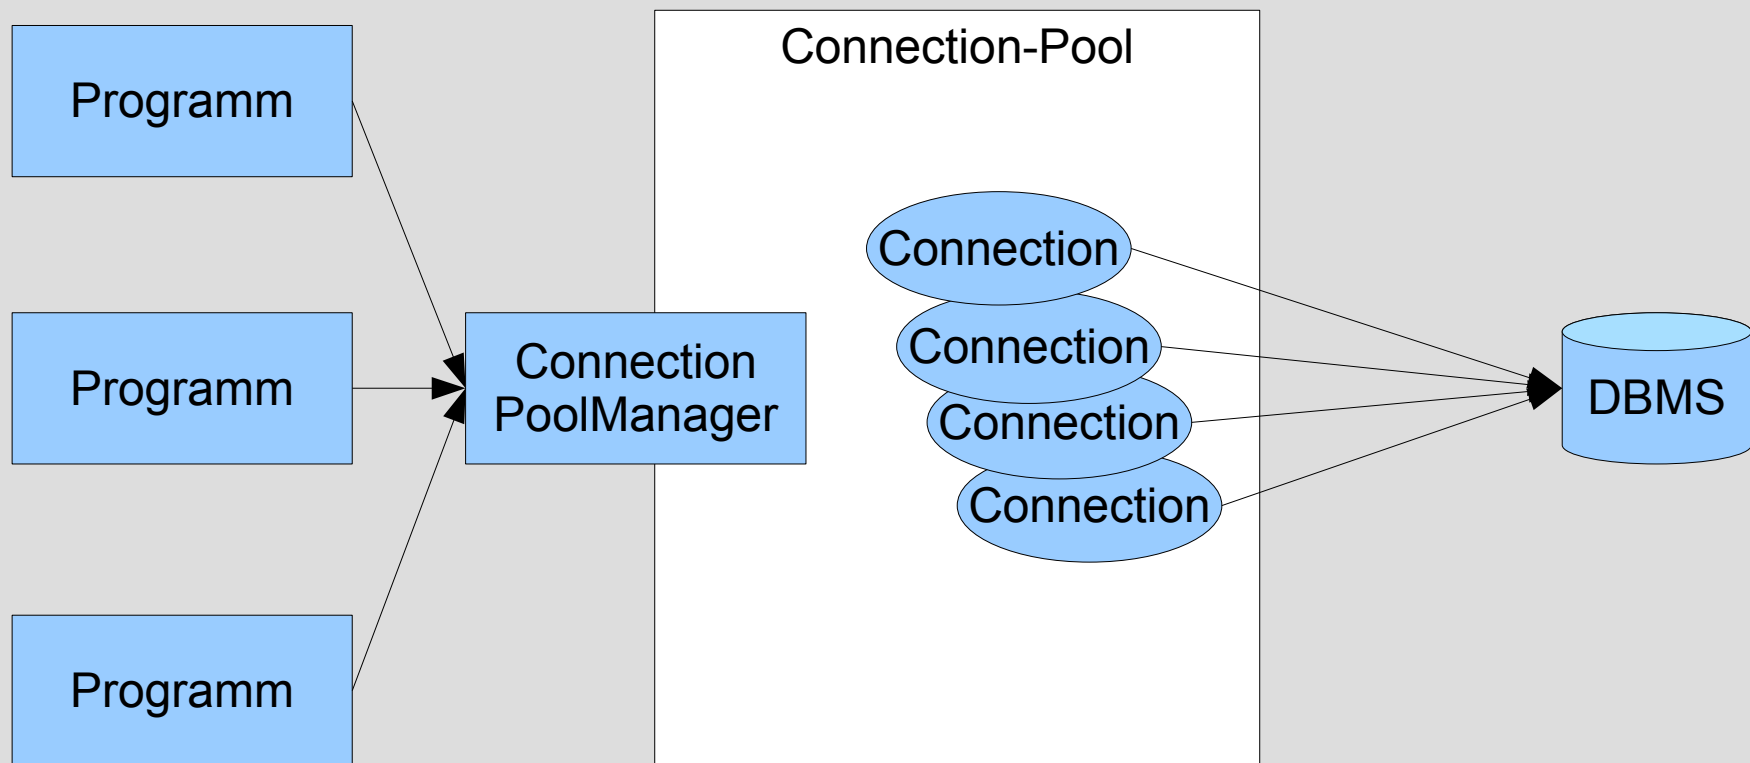 Connection-Pool
Programm
Programm
Programm
Connection
PoolManager
Connection
Connection
Connection
Connection
DBMS